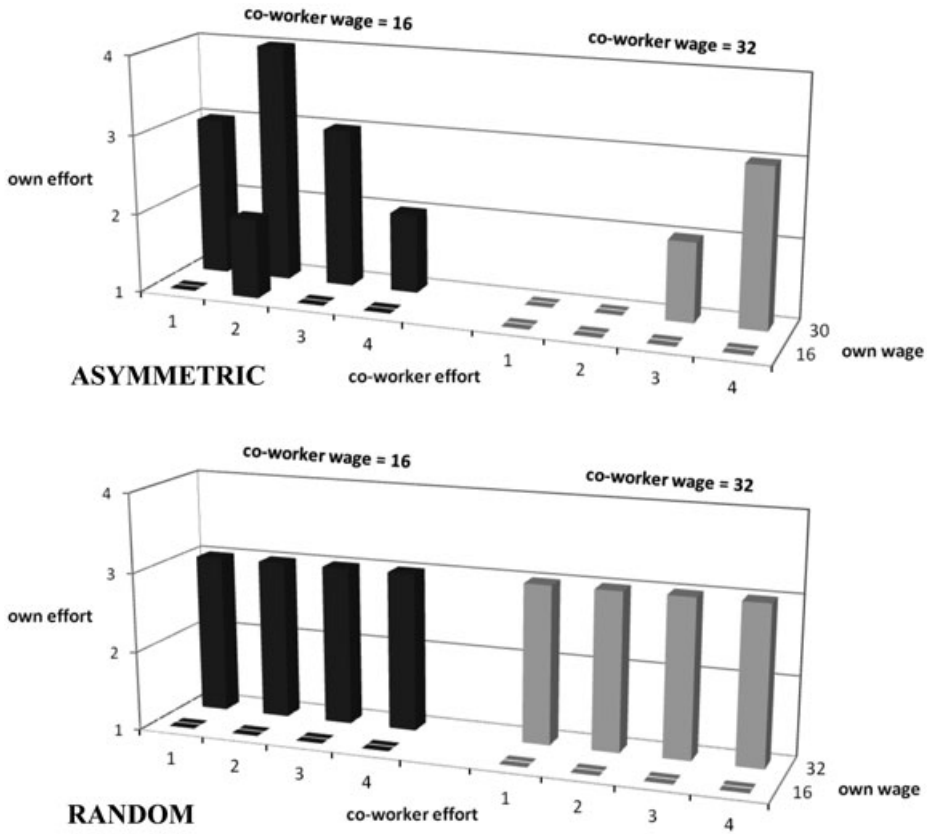 co-worker wage = 16
co-worker wage = 32
4
3
own effort
2
1
1
2
3
4
1
2
3
4
30
16
own wage
ASYMMETRIC
co-worker effort
co-worker wage = 16
co-worker wage = 32
4
3
own effort
2
1
1
2
3
4
1
2
3
4
32
16
own wage
RANDOM
co-worker effort